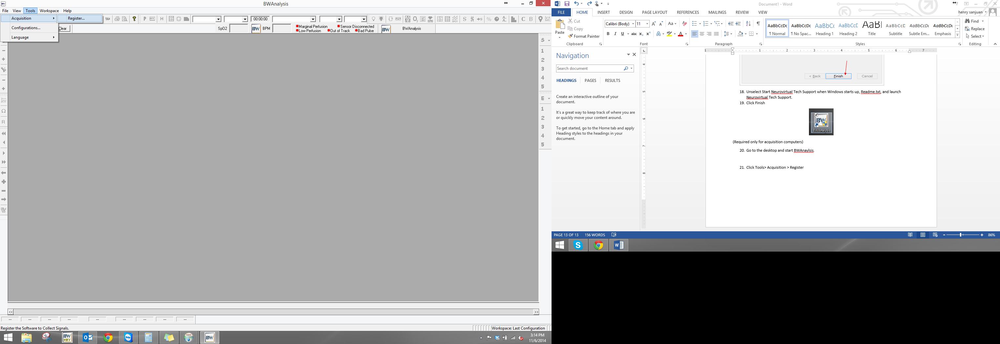 BWAnalysis
File View Tools Workspace Help
Acquisition
Register...
Configurations...
Language
Clear
00:00:00
SpO2
BW
BPM
Marginal Perfusion Sensor Disconnected
Low Perfusion Out of Track Bad Pulse
BW
BWAnalysis
S
1
2
3
4
5
E
1
2
3
4
5
Register the Software to Collect Signals.
Workspace: Last Configuration
3:14 PM
11/6/2014
Document1 - Word
FILE HOME INSERT DESIGN PAGE LAYOUT REFERENCES MAILINGS REVIEW VIEW
henry sanjuan
Paste
Cut
Copy
Format Painter
Clipboard
Calibri (Body) 11
Font
Paragraph
AaBbCcDc AaBbCcDc AaBbCc AaBbCcD AaBl AaBbCcD AaBbCcDc AaBbCcDc
¶ Normal ¶ No Spac... Heading 1 Heading 2 Title Subtitle Subtle Em... Emphasis
Styles
Find
Replace
Select
Editing
Navigation
Search document
HEADINGS PAGES RESULTS
Create an interactive outline of your
document.
It's a great way to keep track of where you are
or quickly move your content around.
To get started, go to the Home tab and apply
Heading styles to the headings in your
document.
< Back Finish Cancel
18. Unselect Start Neurovirtual Tech Support when Windows starts up, Readme.txt, and launch
Neurovirtual Tech Support.
19. Click Finish
BW
BWAnalysis
(Required only for acquisition computers)
20. Go to the desktop and start BWAnaylsis.
21. Click Tools> Acquisition > Register
PAGE 13 OF 13 156 WORDS
86%